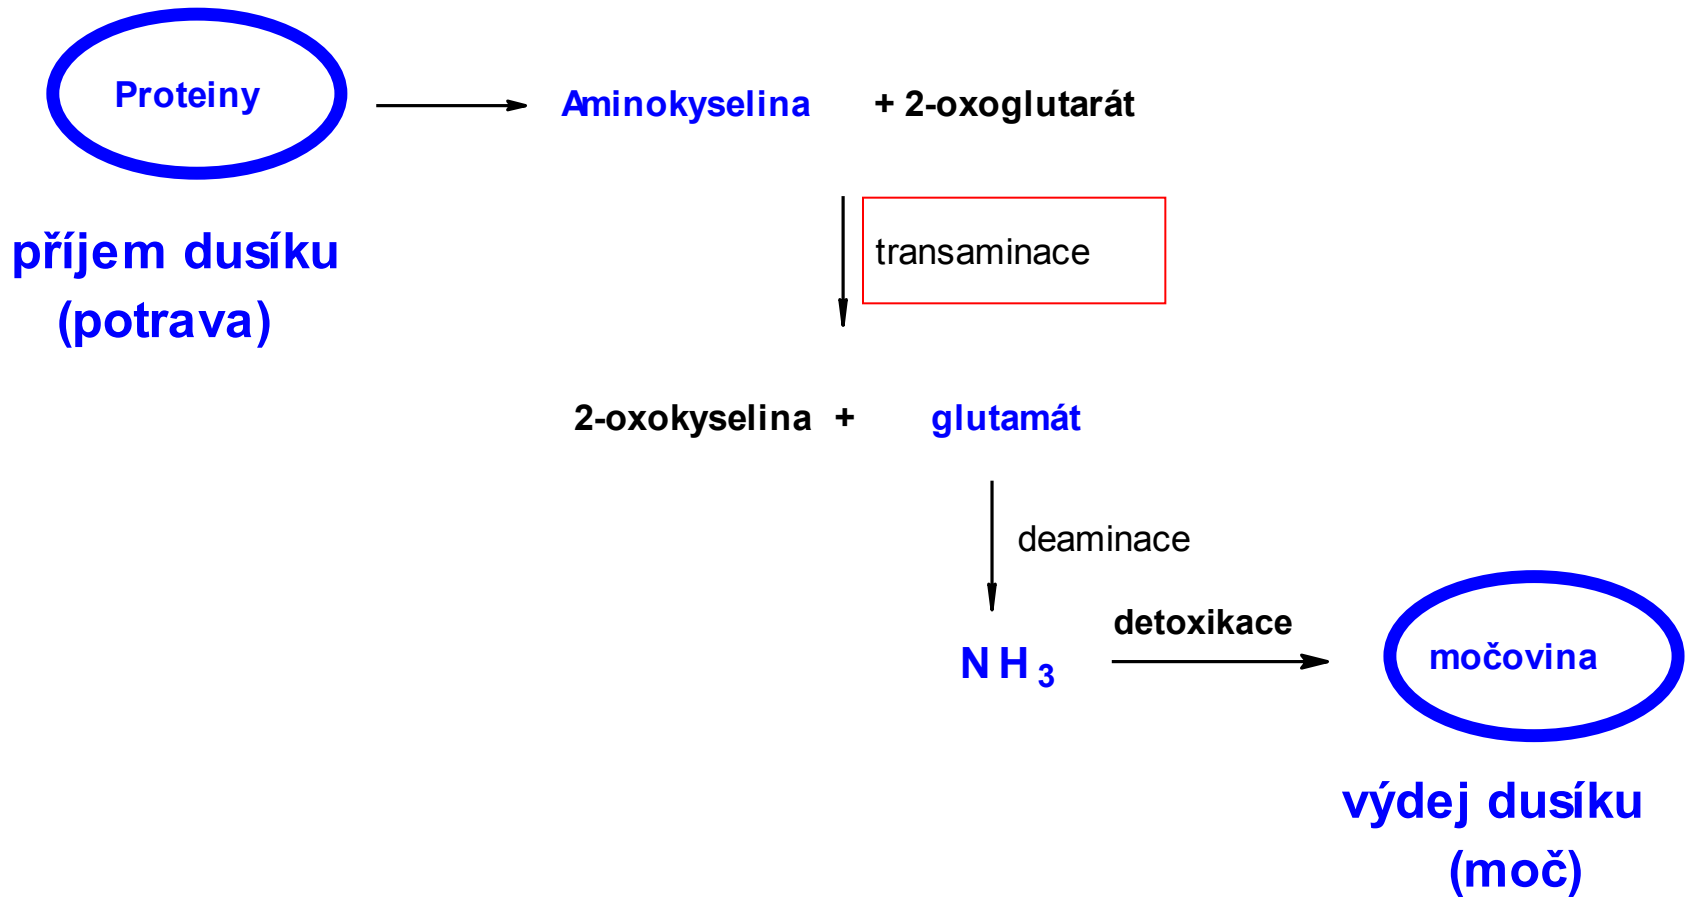 Proteiny
Aminokyselina + 2-oxoglutarát
příjem dusíku
(potrava)
transaminace
2-oxokyselina + glutamát
deaminace
detoxikace
NH3
močovina
výdej dusíku
(moč)